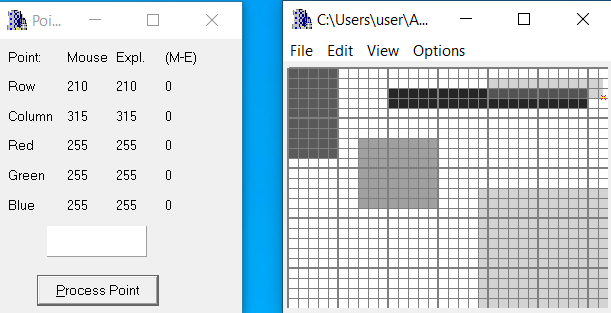 Poi...
Point: Mouse Expl. (M-E)
Row 210 210 0
Column 315 315 0
Red 255 255 0
Green 255 255 0
Blue 255 255 0
Process Point
C:\Users\user\A...
File Edit View Options